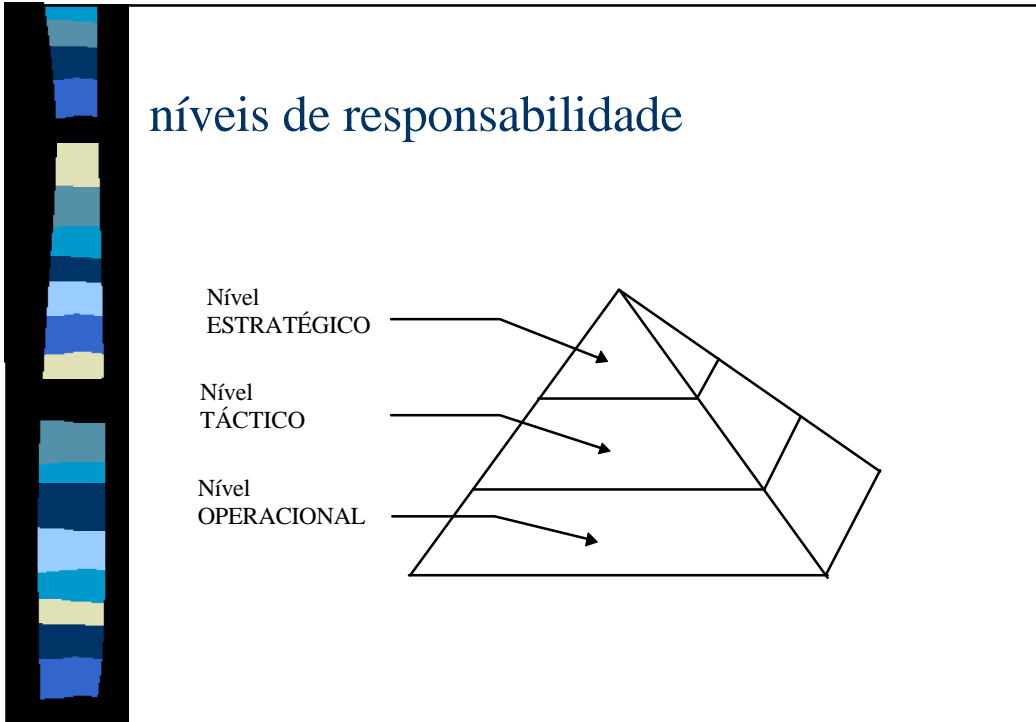 níveis de responsabilidade
Nível
ESTRATÉGICO
Nível
TÁCTICO
Nível
OPERACIONAL